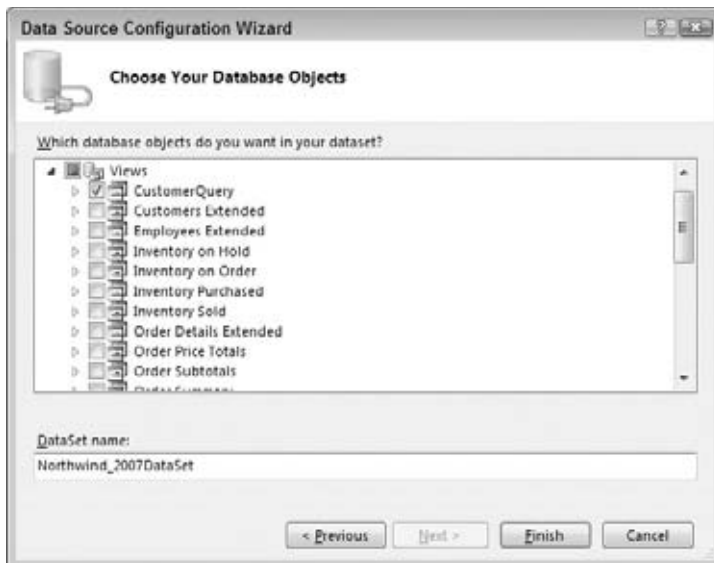 Data Source Configuration Wizard
Choose Your Database Objects
Which database objects do you want in your dataset?
Views
CustomerQuery
Customers Extended
Employees Extended
Inventory on Hold
Inventory on Order
Inventory Purchased
Inventory Sold
Order Details Extended
Order Price Totals
Order Subtotals
Order Summary
DataSet name:
Northwind_2007DataSet
< Previous
Next >
Finish
Cancel